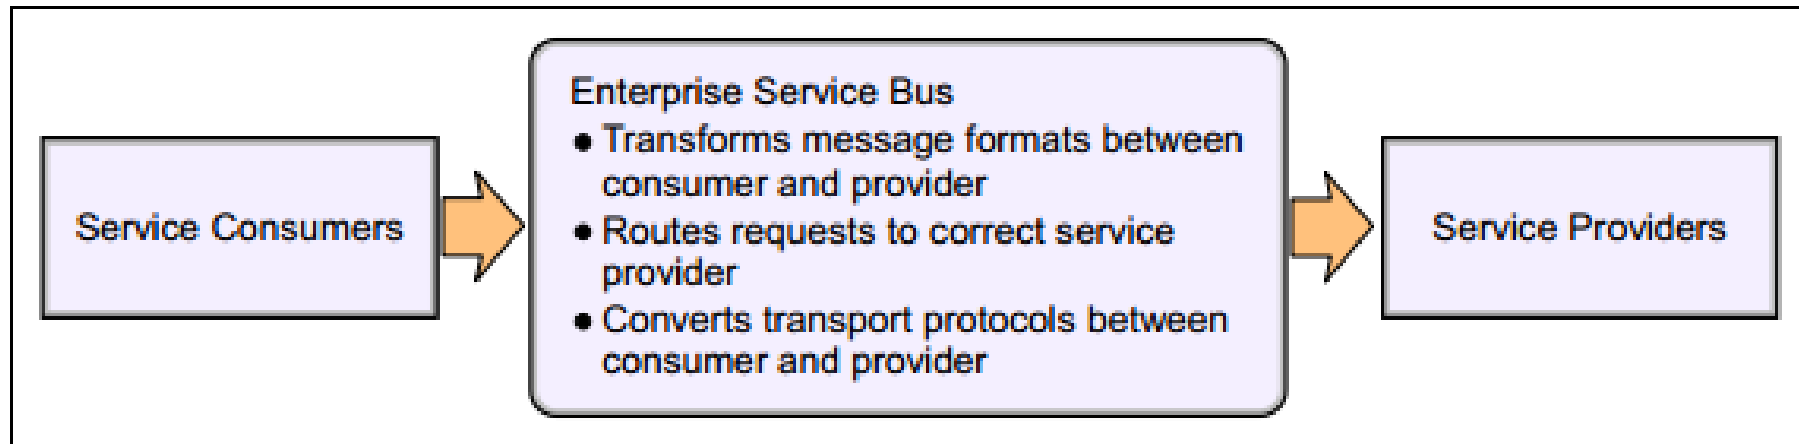 Service Consumers
Enterprise Service Bus
● Transforms message formats between
consumer and provider
● Routes requests to correct service
provider
● Converts transport protocols between
consumer and provider
Service Providers